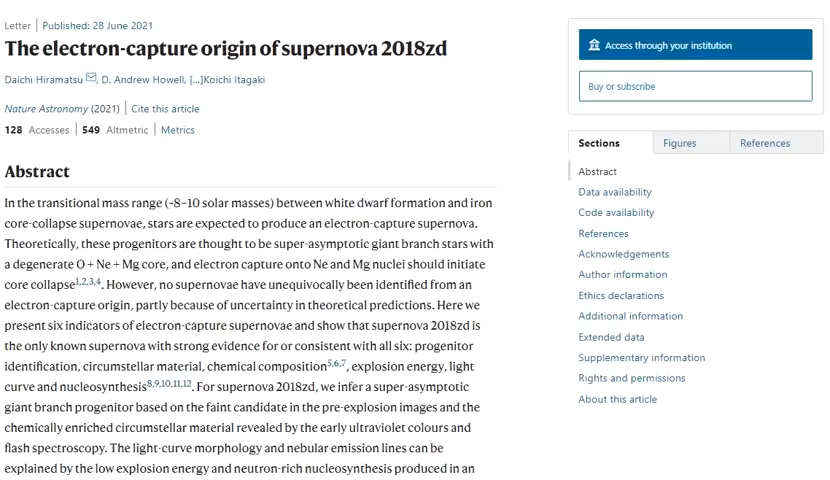 Letter | Published: 28 June 2021
The electron-capture origin of supernova 2018zd
Daichi Hiramatsu, D. Andrew Howell, […]Koichi Itagaki
Nature Astronomy (2021) | Cite this article
128 Accesses | 549 Altmetric | Metrics
Abstract
In the transitional mass range (~8–10 solar masses) between white dwarf formation and iron
core-collapse supernovae, stars are expected to produce an electron-capture supernova.
Theoretically, these progenitors are thought to be super-asymptotic giant branch stars with
a degenerate O + Ne + Mg core, and electron capture onto Ne and Mg nuclei should initiate
core collapse1,2,3,4. However, no supernovae have unequivocally been identified from an
electron-capture origin, partly because of uncertainty in theoretical predictions. Here we
present six indicators of electron-capture supernovae and show that supernova 2018zd is
the only known supernova with strong evidence for or consistent with all six: progenitor
identification, circumstellar material, chemical composition5,6,7, explosion energy, light
curve and nucleosynthesis8,9,10,11,12. For supernova 2018zd, we infer a super-asymptotic
giant branch progenitor based on the faint candidate in the pre-explosion images and the
chemically enriched circumstellar material revealed by the early ultraviolet colours and
flash spectroscopy. The light-curve morphology and nebular emission lines can be
explained by the low explosion energy and neutron-rich nucleosynthesis produced in an
Access through your institution
Buy or subscribe
Sections Figures References
Abstract
Data availability
Code availability
References
Acknowledgements
Author information
Ethics declarations
Additional information
Extended data
Supplementary information
Rights and permissions
About this article